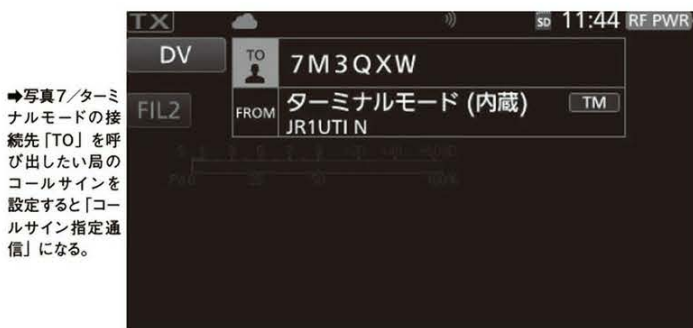 ➡写真7／ターミ
ナルモードの接
続先「TO」を呼
び出したい局の
コールサインを
設定すると「コー
ルサイン指定通
信」になる。
TX
SD 11:44 RF PWR
DV
TO
7M3QXW
FIL2
FROM
ターミナルモード (内蔵) TM
JR1UTI N